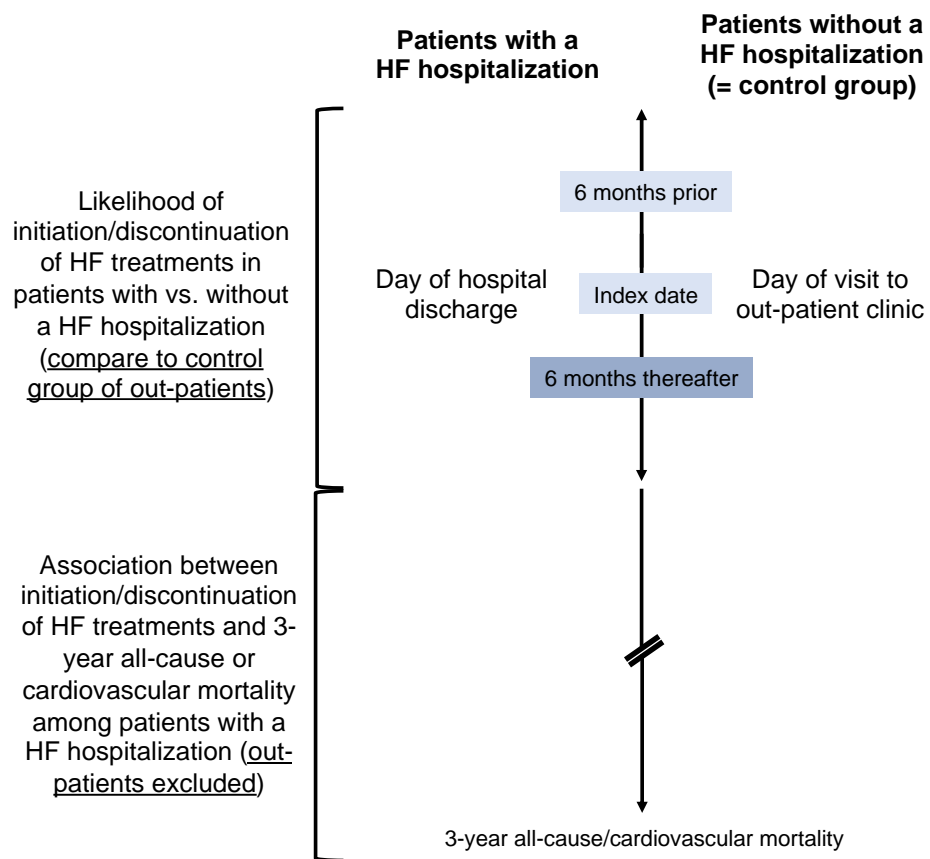 Patients with a
HF hospitalization
Patients without a
HF hospitalization
(= control group)
Likelihood of
initiation/discontinuation
of HF treatments in
patients with vs. without
a HF hospitalization
(compare to control
group of out-patients)
6 months prior
Day of hospital
discharge
Index date
Day of visit to
out-patient clinic
6 months thereafter
Association between
initiation/discontinuation
of HF treatments and 3-
year all-cause or
cardiovascular mortality
among patients with a
HF hospitalization (out-
patients excluded)
3-year all-cause/cardiovascular mortality